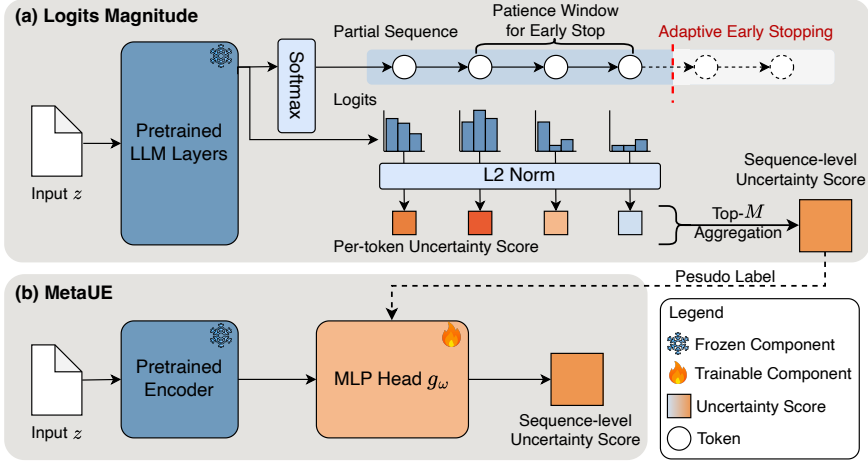 (a) Logits Magnitude
Partial Sequence
Patience Window
for Early Stop
Adaptive Early Stopping
Softmax
Logits
Pretrained
LLM Layers
Input z
L2 Norm
Per-token Uncertainty Score
Top-M
Aggregation
Sequence-level
Uncertainty Score
Pesudo Label
(b) MetaUE
Pretrained
Encoder
Input z
MLP Head gω
Sequence-level
Uncertainty Score
Legend
Frozen Component
Trainable Component
Uncertainty Score
Token